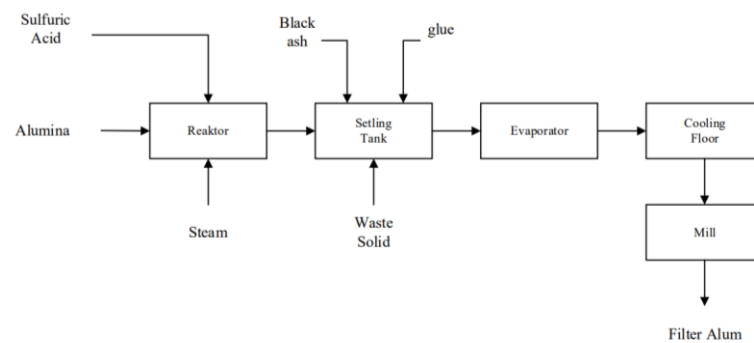 Sulfuric
Acid
Black
ash
glue
Alumina
Reaktor
Setling
Tank
Evaporator
Cooling
Floor
Steam
Waste
Solid
Mill
Filter Alum